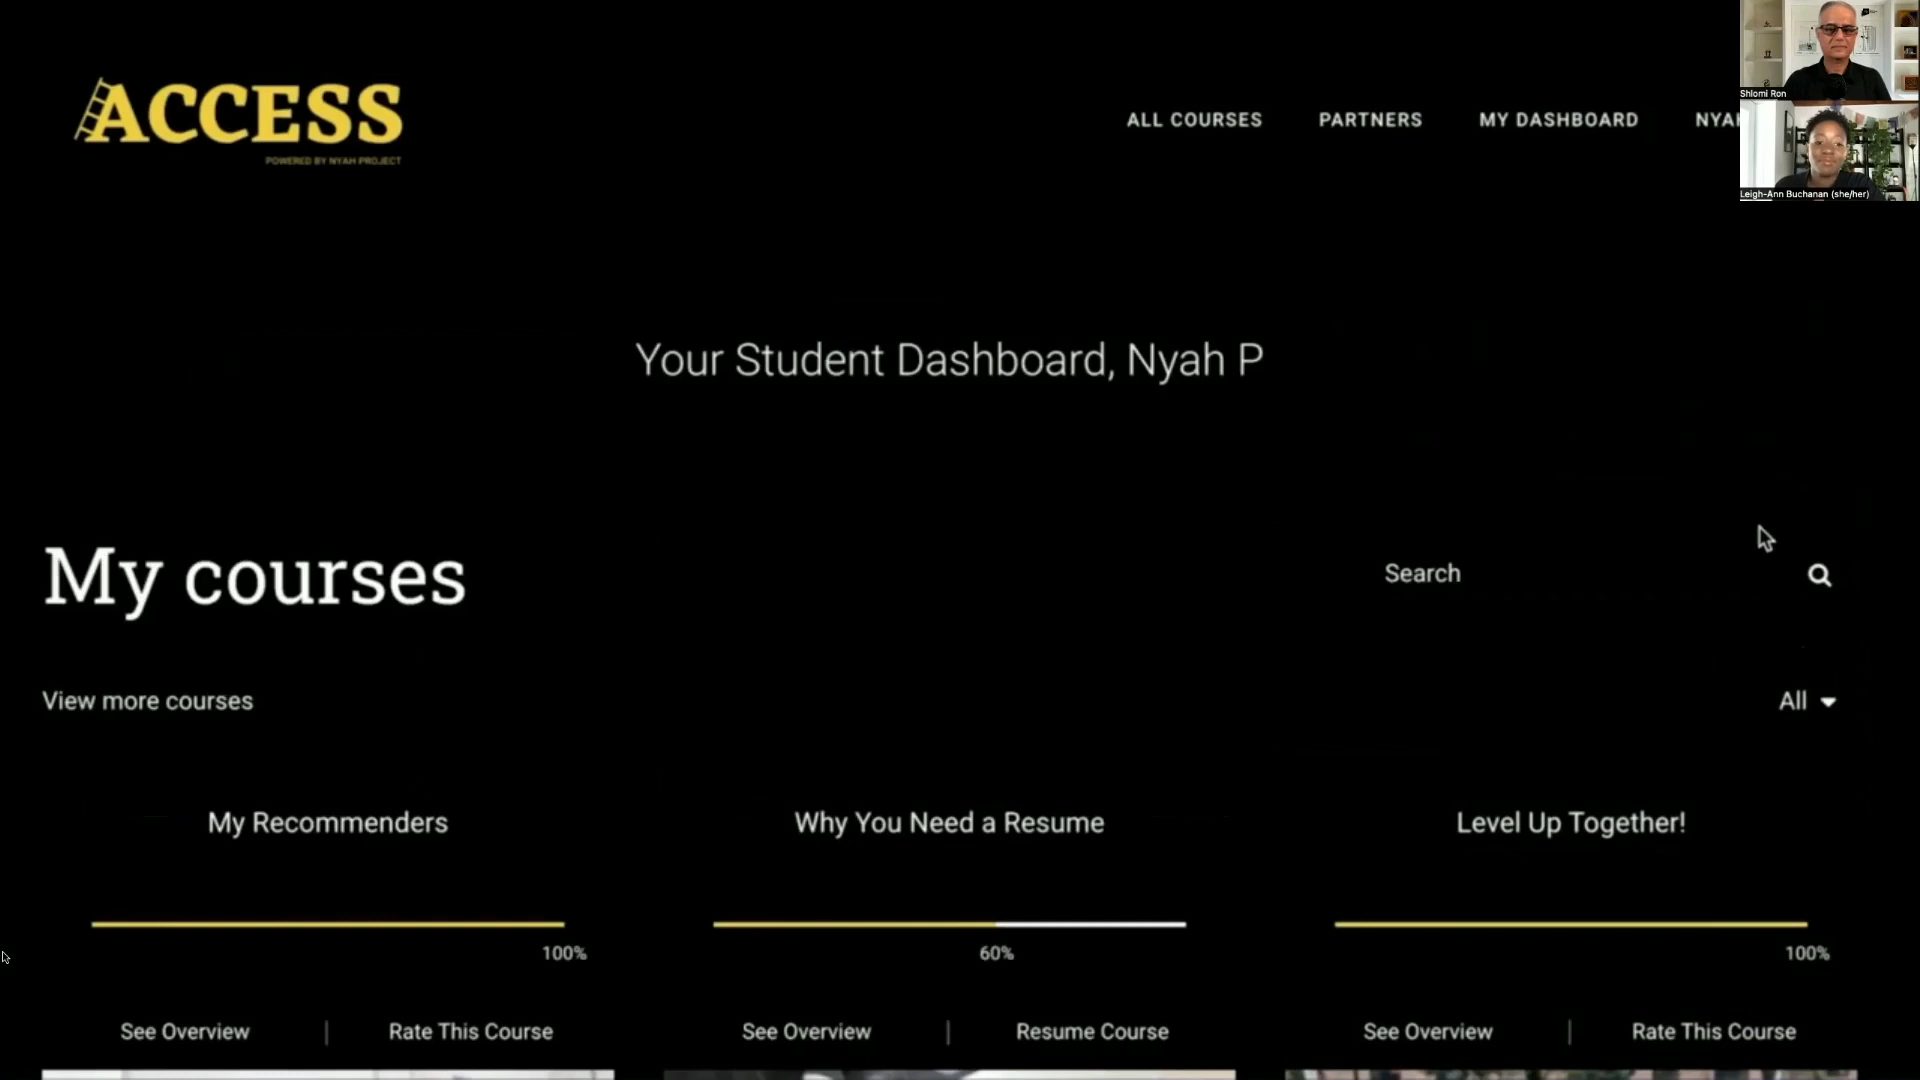 ACCESS
POWERED BY NYAH PROJECT
ALL COURSES
PARTNERS
MY DASHBOARD
Shlomi Ron
Leigh-Ann Buchanan (she/her)
Your Student Dashboard, Nyah P
My courses
Search
View more courses
All
My Recommenders
Why You Need a Resume
Level Up Together!
100%
60%
100%
See Overview
Rate This Course
See Overview
Resume Course
See Overview
Rate This Course